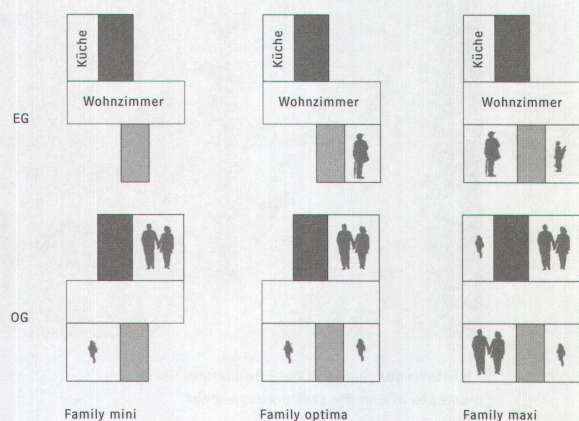 Küche
Küche
Küche
EG
Wohnzimmer
Wohnzimmer
Wohnzimmer
OG
Family mini
Family optima
Family maxi